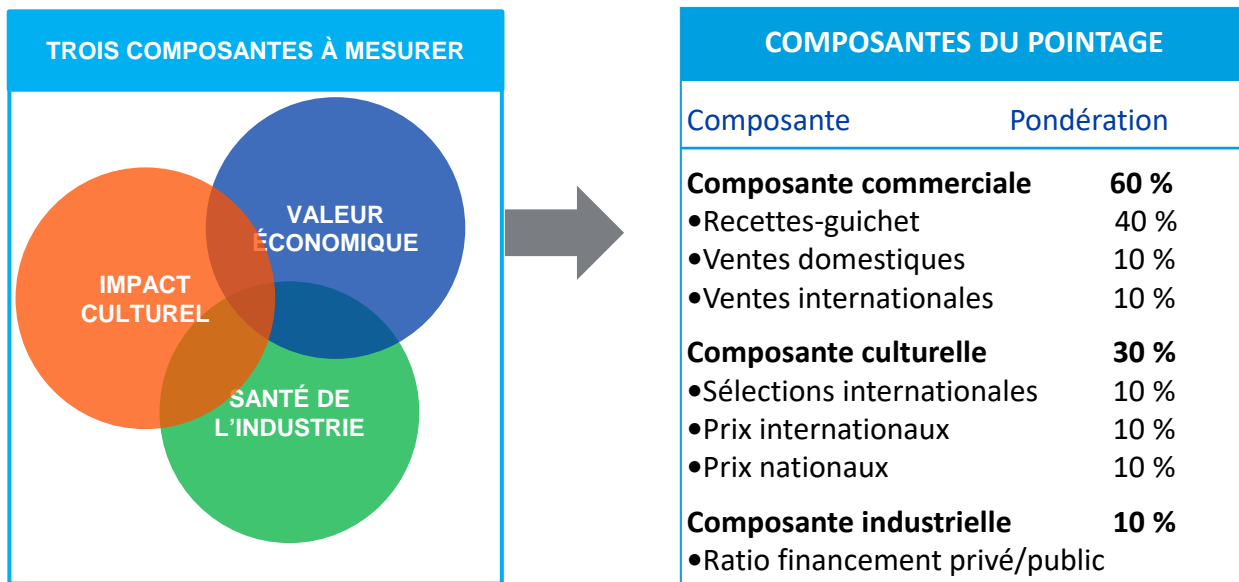 TROIS COMPOSANTES À MESURER
VALEUR
ÉCONOMIQUE
IMPACT
CULTUREL
SANTÉ DE
L'INDUSTRIE
COMPOSANTES DU POINTAGE
Composante Pondération
Composante commerciale 60 %
•Recettes-guichet 40 %
•Ventes domestiques 10 %
•Ventes internationales 10 %
Composante culturelle 30 %
•Sélections internationales 10 %
•Prix internationaux 10 %
•Prix nationaux 10 %
Composante industrielle 10 %
•Ratio financement privé/public